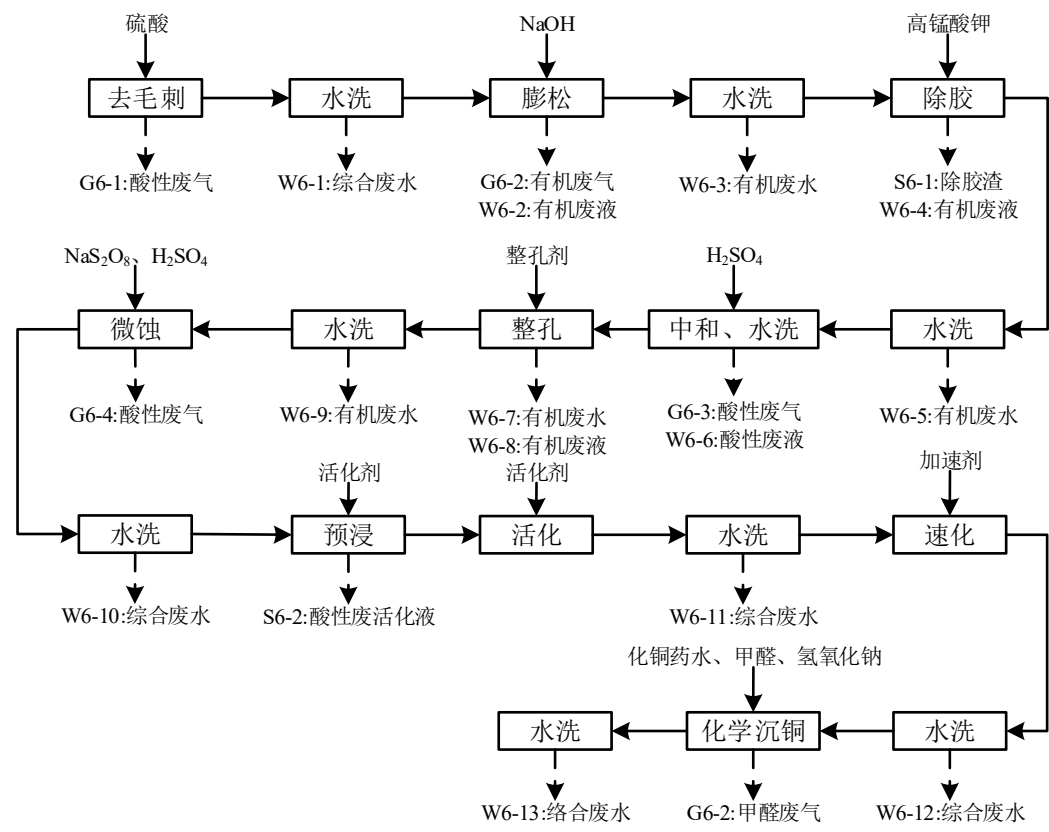 硫酸
NaOH
高锰酸钾
去毛刺
水洗
膨松
水洗
除胶
G6-1:酸性废气
W6-1:综合废水
G6-2:有机废气
W6-2:有机废液
W6-3:有机废水
S6-1:除胶渣
W6-4:有机废液
NaS₂O₈、H₂SO₄
整孔剂
H₂SO₄
微蚀
水洗
整孔
中和、水洗
水洗
G6-4:酸性废气
W6-9:有机废水
W6-7:有机废水
W6-8:有机废液
G6-3:酸性废气
W6-6:酸性废液
W6-5:有机废水
活化剂
活化剂
加速剂
水洗
预浸
活化
水洗
速化
W6-10:综合废水
S6-2:酸性废活化液
W6-11:综合废水
化铜药水、甲醛、氢氧化钠
水洗
化学沉铜
水洗
W6-13:络合废水
G6-2:甲醛废气
W6-12:综合废水